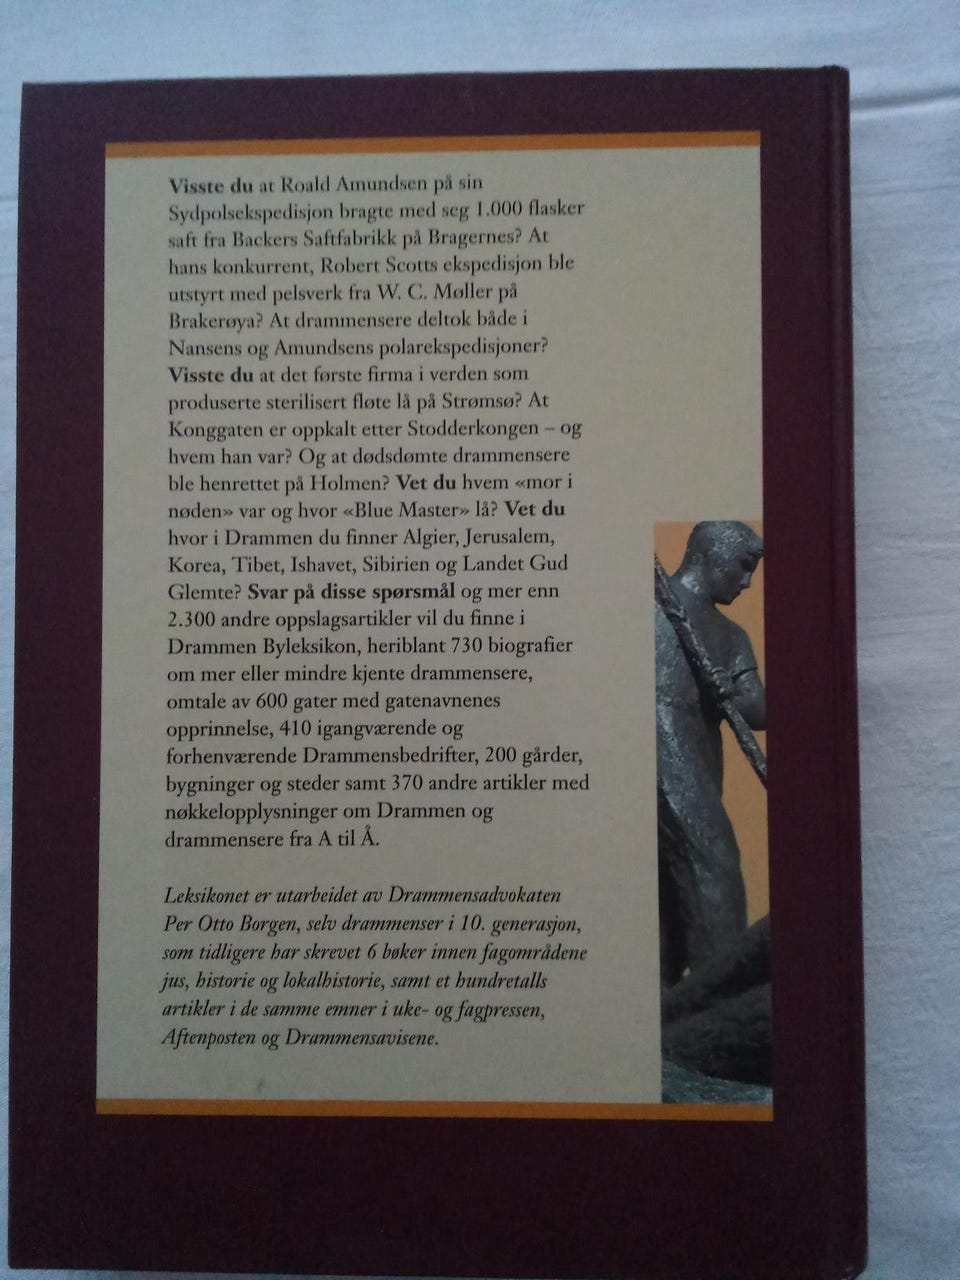 Visste du at Roald Amundsen på sin
Sydpolsekspedisjon bragte med seg 1.000 flasker
saft fra Backers Saftfabrikk på Bragernes? At
hans konkurrent, Robert Scotts ekspedisjon ble
utstyrt med pelsverk fra W. C. Møller på
Brakerøya? At drammensere deltok både i
Nansens og Amundsens polarekspedisjoner?
Visste du at det første firma i verden som
produserte sterilisert fløte lå på Strømsø? At
Konggaten er oppkalt etter Stodderkongen – og
hvem han var? Og at dødsdømte drammensere
ble henrettet på Holmen? Vet du hvem «mor i
nøden» var og hvor «Blue Master» lå? Vet du
hvor i Drammen du finner Algier, Jerusalem,
Korea, Tibet, Ishavet, Sibirien og Landet Gud
Glemte? Svar på disse spørsmål og mer enn
2.300 andre oppslagsartikler vil du finne i
Drammen Byleksikon, heriblant 730 biografier
om mer eller mindre kjente drammensere,
omtale av 600 gater med gatenavnenes
opprinnelse, 410 igangværende og
forhenværende Drammensbedrifter, 200 gårder,
bygninger og steder samt 370 andre artikler med
nøkkelopplysninger om Drammen og
drammensere fra A til Å.
Leksikonet er utarbeidet av Drammensadvokaten
Per Otto Borgen, selv drammenser i 10. generasjon,
som tidligere har skrevet 6 bøker innen fagområdene
jus, historie og lokalhistorie, samt et hundretalls
artikler i de samme emner i uke- og fagpressen,
Aftenposten og Drammensavisene.